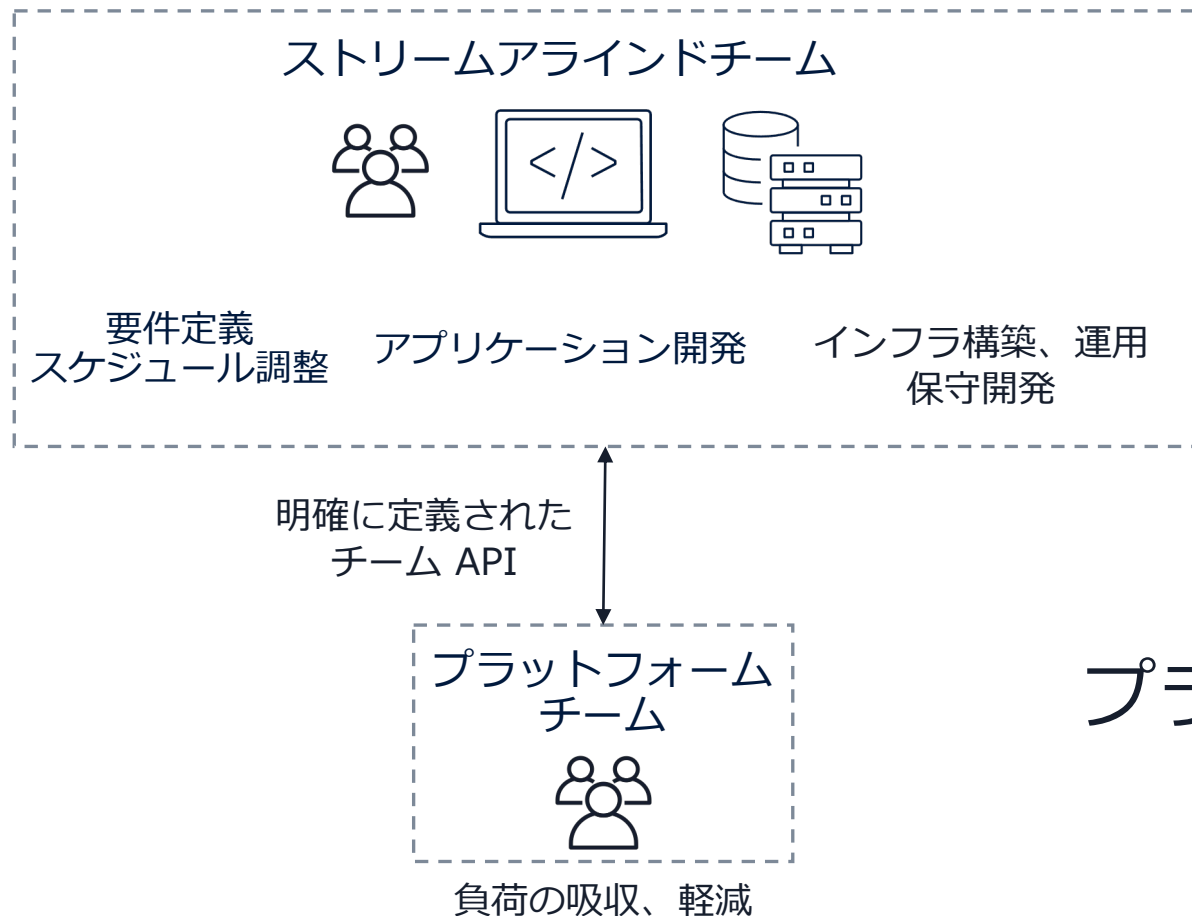 ストリームアラインドチーム
</>
要件定義
スケジュール調整
アプリケーション開発
インフラ構築、運用
保守開発
明確に定義された
チーム API
プラットフォーム
チーム
負荷の吸収、軽減
プラ